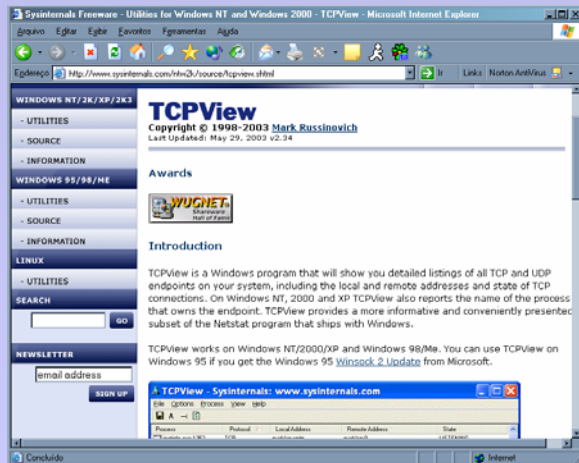 Sysinternals Freeware - Utilities for Windows NT and Windows 2000 - TCPView - Microsoft Internet Explorer
Arquivo Editar Exibir Favoritos Ferramentas Ajuda
Endereço http://www.sysinternals.com/ntw2k/source/tcpview.shtml Ir Links Norton AntiVirus
WINDOWS NT/2K/XP/2K3
- UTILITIES
- SOURCE
- INFORMATION
WINDOWS 95/98/ME
- UTILITIES
- SOURCE
- INFORMATION
LINUX
- UTILITIES
SEARCH
GO
NEWSLETTER
email address
SIGN UP
TCPView
Copyright © 1998-2003 Mark Russinovich
Last Updated: May 29, 2003 v2.34
Awards
WUGNET
Shareware
Hall of Fame
Introduction
TCPView is a Windows program that will show you detailed listings of all TCP and UDP
endpoints on your system, including the local and remote addresses and state of TCP
connections. On Windows NT, 2000 and XP TCPView also reports the name of the process
that owns the endpoint. TCPView provides a more informative and conveniently presented
subset of the Netstat program that ships with Windows.
TCPView works on Windows NT/2000/XP and Windows 98/Me. You can use TCPView on
Windows 95 if you get the Windows 95 Winsock 2 Update from Microsoft.
TCPView - Sysinternals: www.sysinternals.com
File Options Process View Help
A
Process Protocol Local Address Remote Address State
TCP LISTENING
Concluído Internet